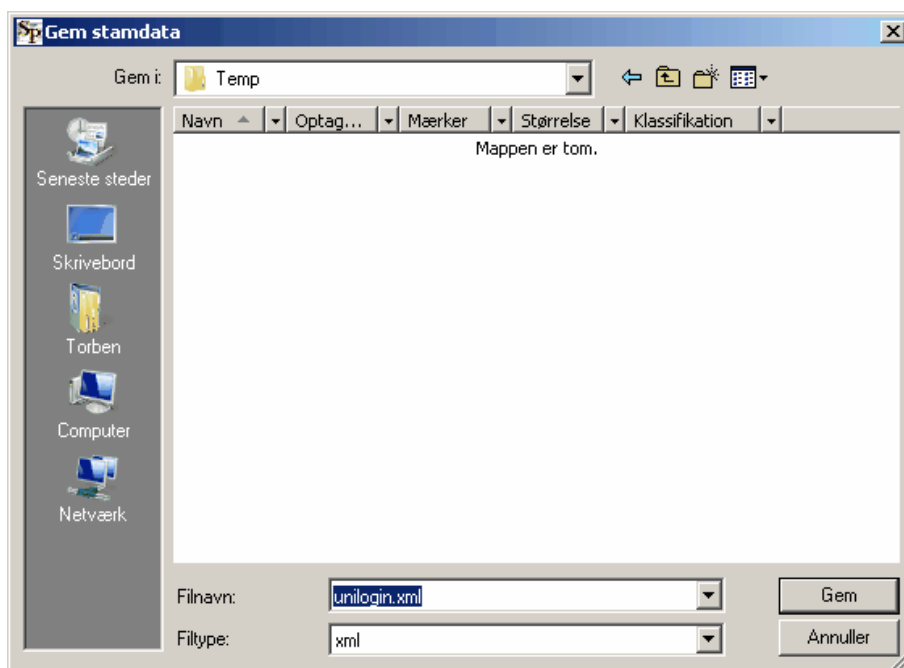 Sp Gem stamdata
Gem i: Temp
Navn Optag... Mærker Størrelse Klassifikation
Mappen er tom.
Seneste steder
Skrivebord
Torben
Computer
Netværk
Filnavn: unilogin.xml Gem
Filtype: xml Annuller